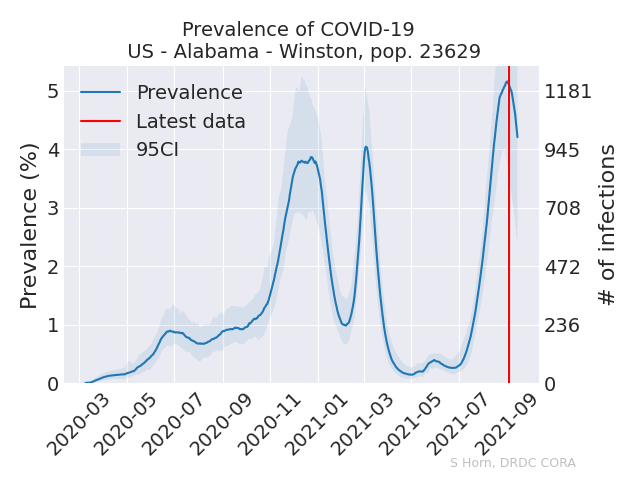 Prevalence of COVID-19
US - Alabama - Winston, pop. 23629
Prevalence
Latest data
95CI
Prevalence (%)
5
4
3
2
1
0
# of infections
1181
945
708
472
236
0
2020-03
2020-05
2020-07
2020-09
2020-11
2021-01
2021-03
2021-05
2021-07
2021-09
S Horn, DRDC CORA